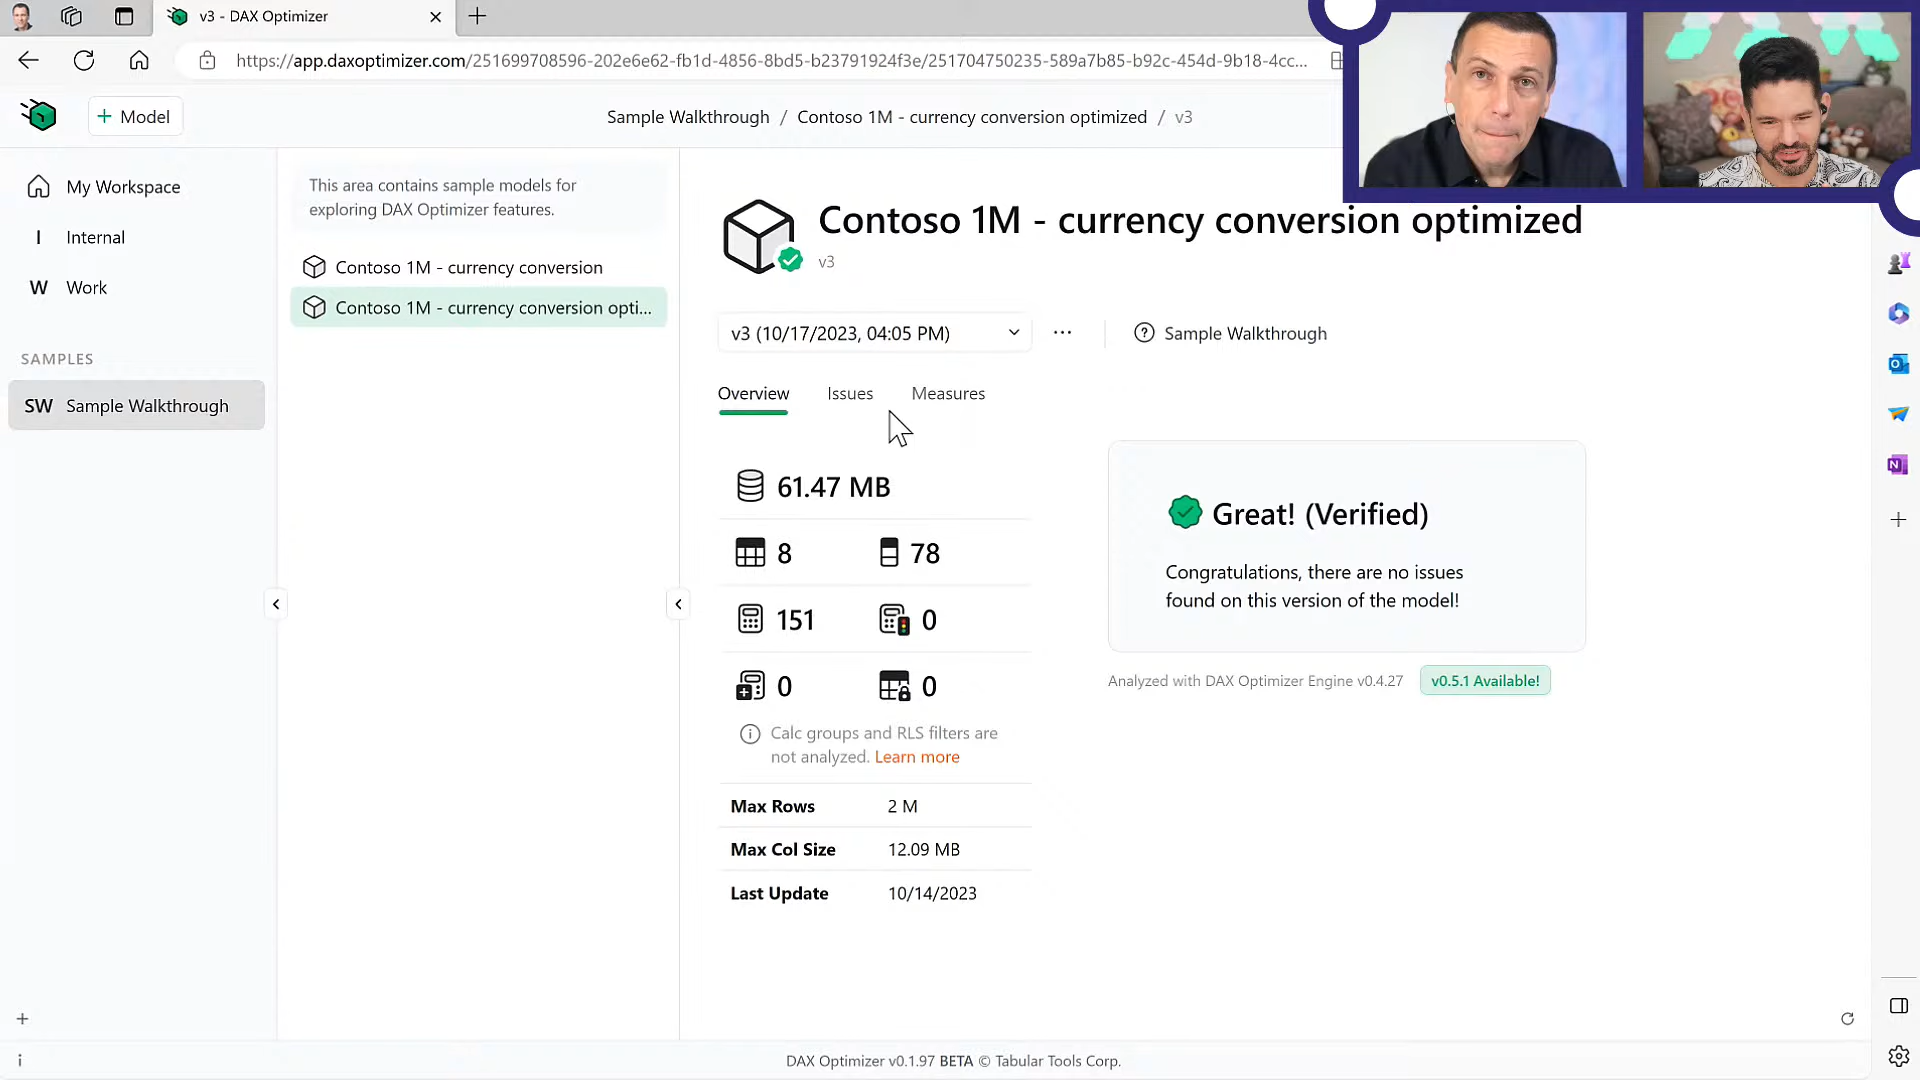 v3 - DAX Optimizer
https://app.daxoptimizer.com/251699708596-202e6e62-fb1d-4856-8bd5-b23791924f3e/251704750235-589a7b85-b92c-454d-9b18-4cc...
+ Model
Sample Walkthrough / Contoso 1M - currency conversion optimized / v3
My Workspace
I Internal
W Work
SAMPLES
SW Sample Walkthrough
This area contains sample models for
exploring DAX Optimizer features.
Contoso 1M - currency conversion
Contoso 1M - currency conversion opti...
Contoso 1M - currency conversion optimized
v3
v3 (10/17/2023, 04:05 PM)
Sample Walkthrough
Overview Issues Measures
61.47 MB
8 78
151 0
0 0
Calc groups and RLS filters are
not analyzed. Learn more
Max Rows 2 M
Max Col Size 12.09 MB
Last Update 10/14/2023
Great! (Verified)
Congratulations, there are no issues
found on this version of the model!
Analyzed with DAX Optimizer Engine v0.4.27 v0.5.1 Available!
DAX Optimizer v0.1.97 BETA © Tabular Tools Corp.